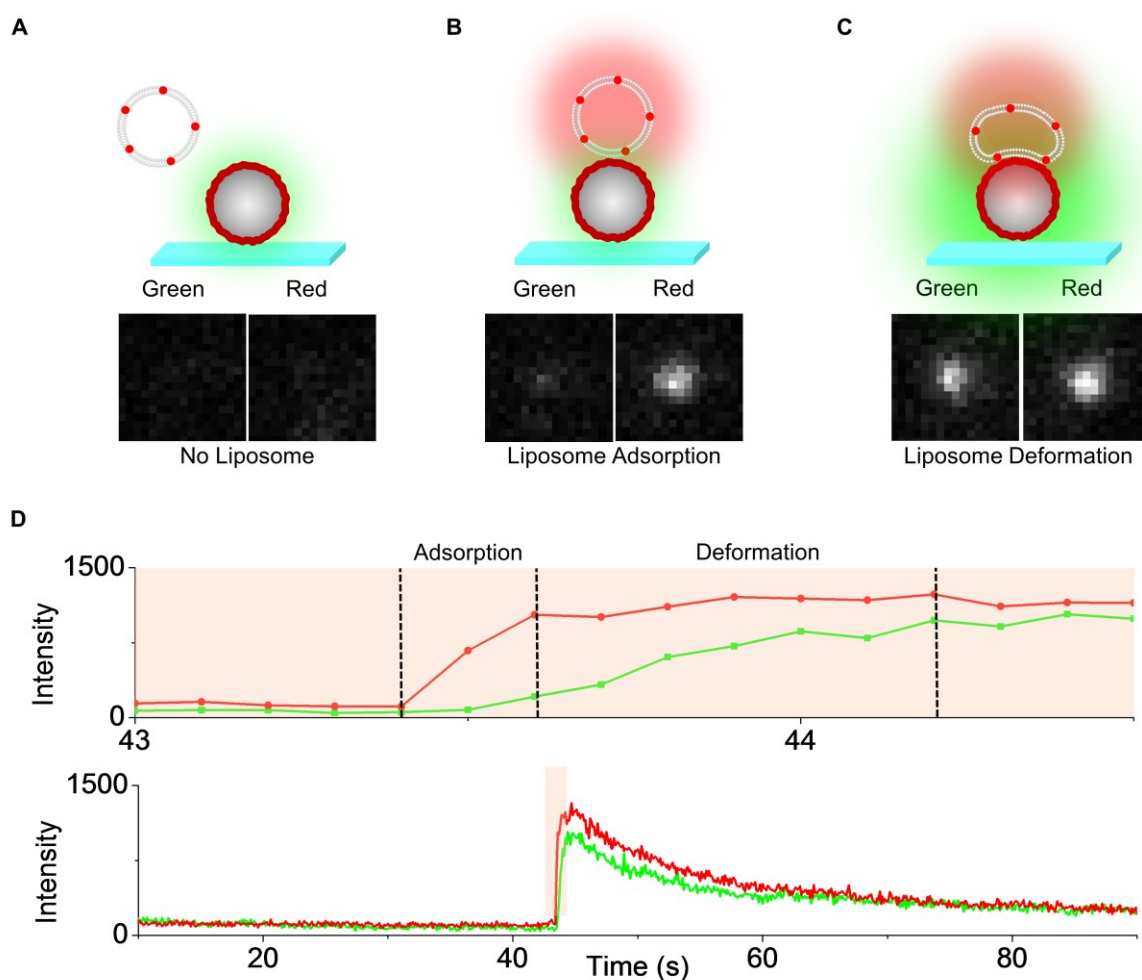 A
B
C
Green Red
Green Red
Green Red
No Liposome
Liposome Adsorption
Liposome Deformation
D
Adsorption Deformation
1500
Intensity
0
43 44
1500
Intensity
0
20 40 60 80
Time (s)